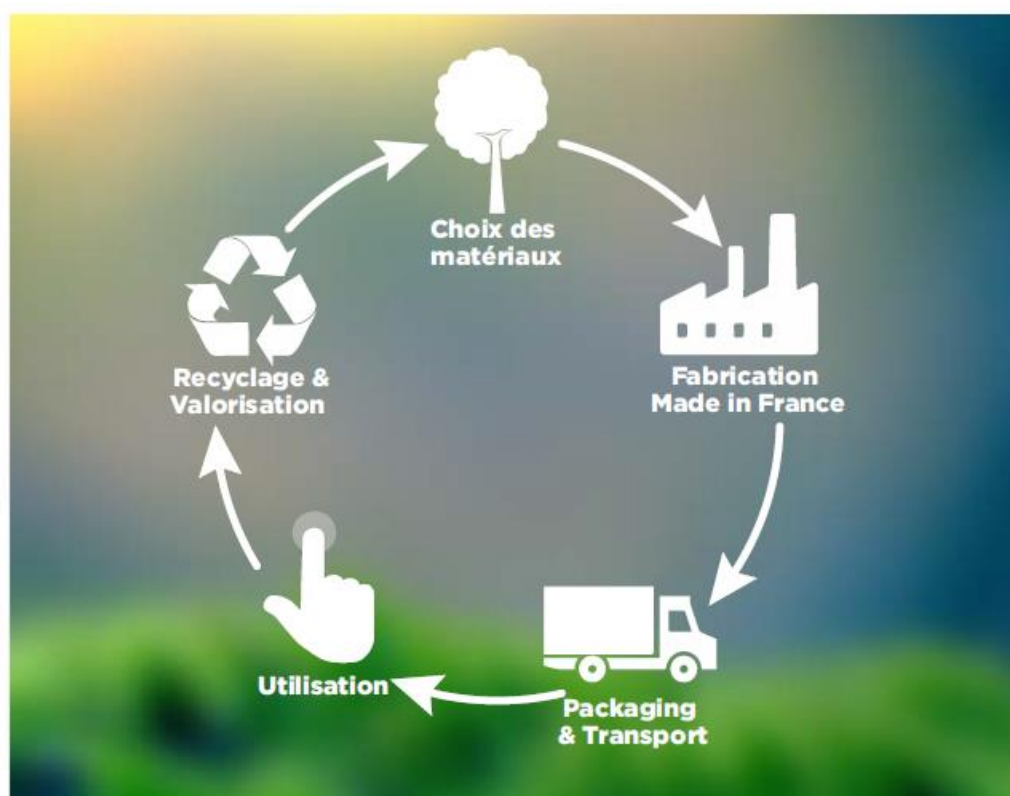 Choix des
matériaux
Fabrication
Made in France
Packaging
& Transport
Utilisation
Recyclage &
Valorisation